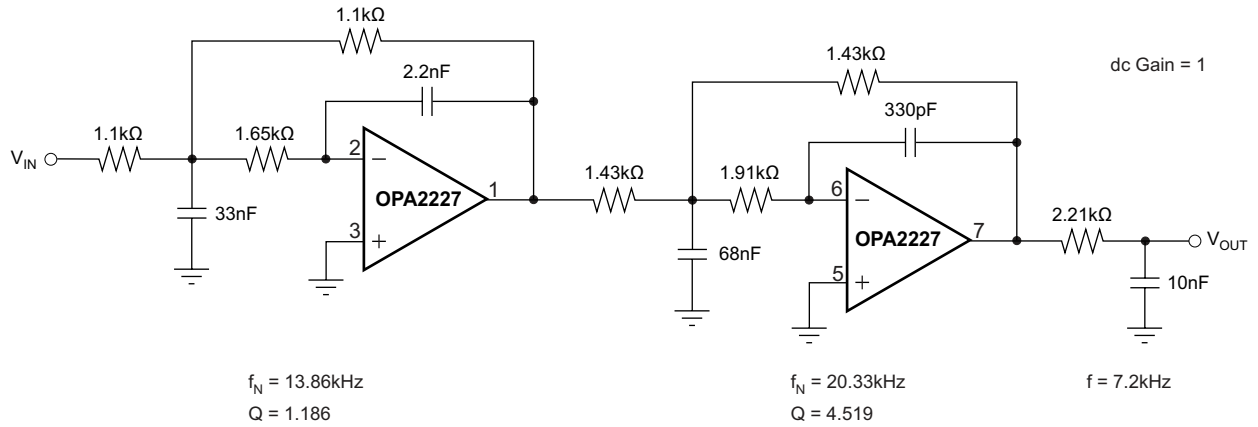 1.1kΩ
2.2nF
1.1kΩ
1.65kΩ
V_IN
2
−
OPA2227
1
3
+
33nF
1.43kΩ
dc Gain = 1
330pF
1.43kΩ
1.91kΩ
6
−
OPA2227
7
5
+
68nF
2.21kΩ
V_OUT
10nF
f_N = 13.86kHz
Q = 1.186
f_N = 20.33kHz
Q = 4.519
f = 7.2kHz